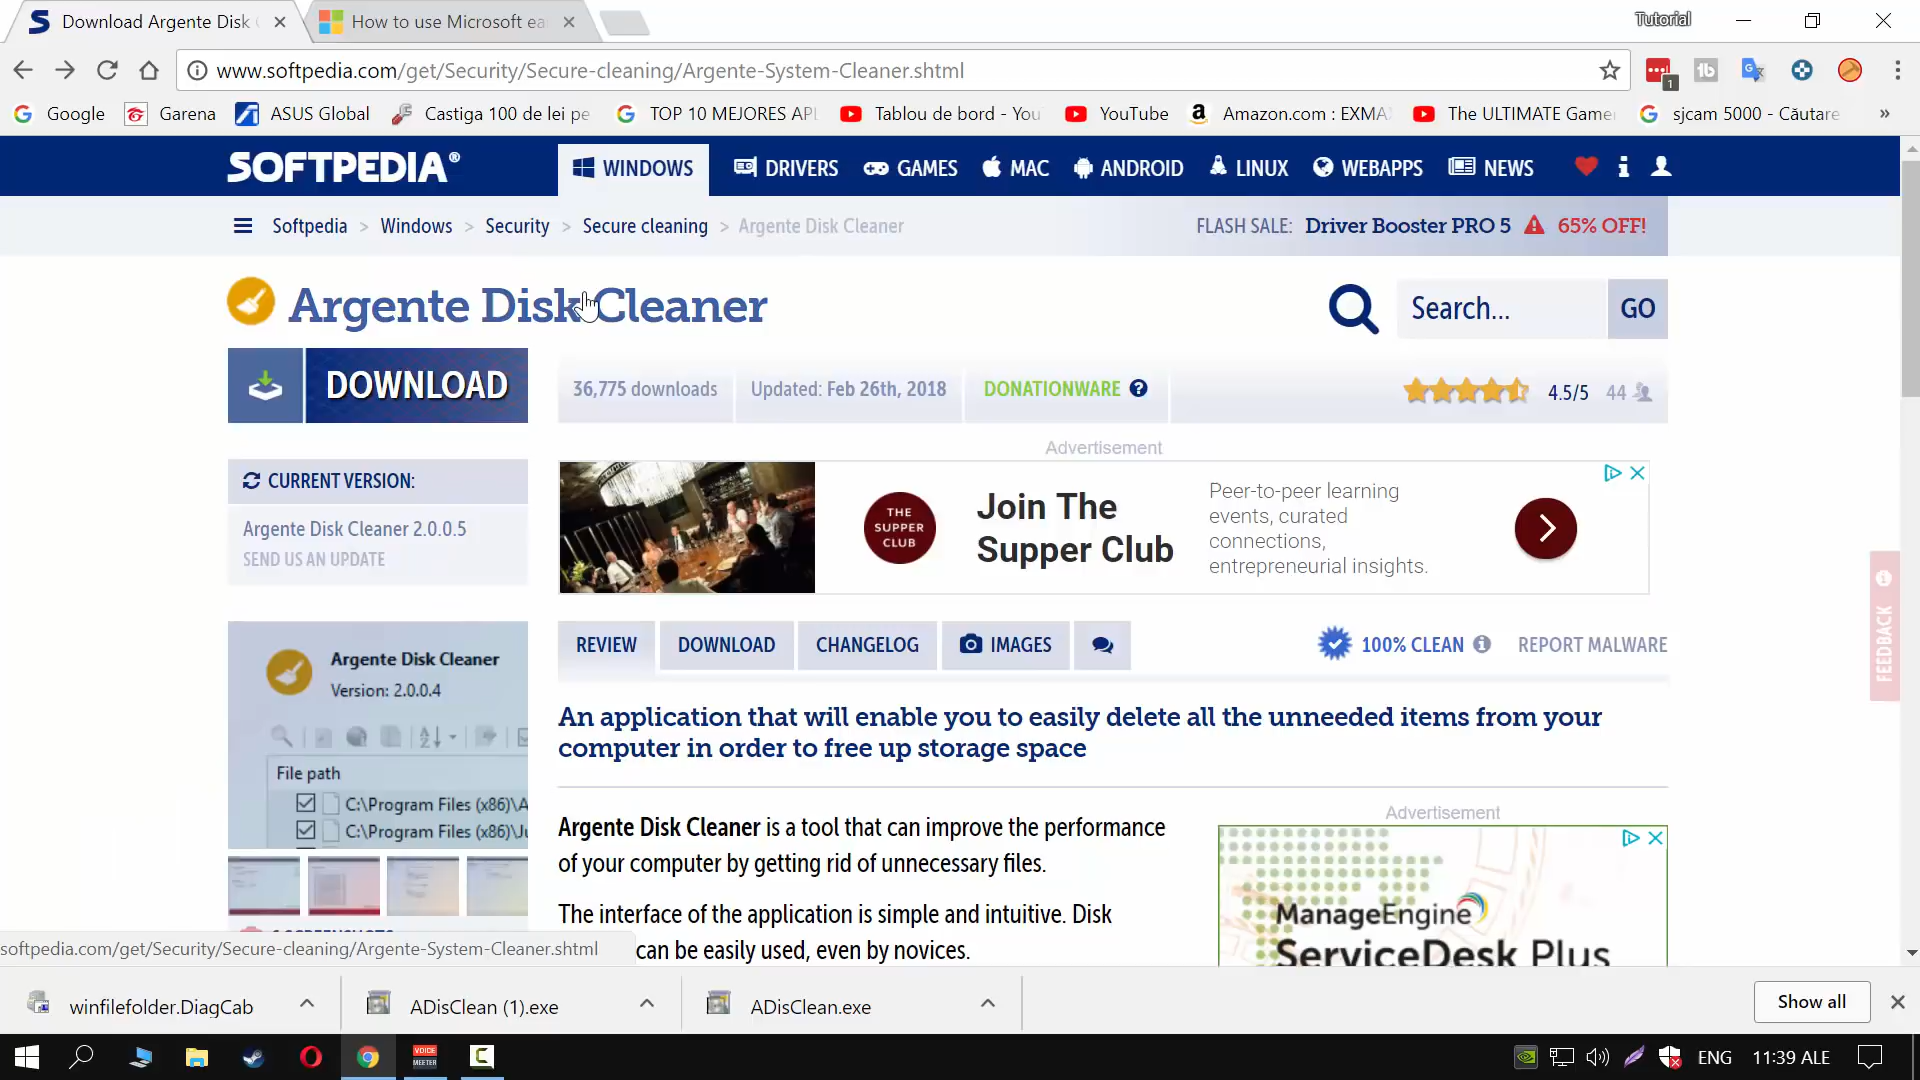 Download Argente Disk
How to use Microsoft ea
Tutorial
www.softpedia.com/get/Security/Secure-cleaning/Argente-System-Cleaner.shtml
1
Google
Garena
ASUS Global
Castiga 100 de lei pe
TOP 10 MEJORES APL
Tablou de bord - You
YouTube
Amazon.com : EXMA
The ULTIMATE Game
sjcam 5000 - Căutare
»
SOFTPEDIA®
WINDOWS
DRIVERS
GAMES
MAC
ANDROID
LINUX
WEBAPPS
NEWS
Softpedia > Windows > Security > Secure cleaning > Argente Disk Cleaner
FLASH SALE: Driver Booster PRO 5 65% OFF!
Argente Disk Cleaner
Search...
GO
DOWNLOAD
36,775 downloads
Updated: Feb 26th, 2018
DONATIONWARE
4.5/5
44
Advertisement
CURRENT VERSION:
Argente Disk Cleaner 2.0.0.5
SEND US AN UPDATE
THE
SUPPER
CLUB
Join The
Supper Club
Peer-to-peer learning
events, curated
connections,
entrepreneurial insights.
REVIEW
DOWNLOAD
CHANGELOG
IMAGES
100% CLEAN
REPORT MALWARE
FEEDBACK
Argente Disk Cleaner
Version: 2.0.0.4
File path
C:\Program Files (x86)\A
C:\Program Files (x86)\Ju
An application that will enable you to easily delete all the unneeded items from your
computer in order to free up storage space
Argente Disk Cleaner is a tool that can improve the performance
of your computer by getting rid of unnecessary files.
The interface of the application is simple and intuitive. Disk
can be easily used, even by novices.
Advertisement
ManageEngine
ServiceDesk Plus
softpedia.com/get/Security/Secure-cleaning/Argente-System-Cleaner.shtml
winfilefolder.DiagCab
ADisClean (1).exe
ADisClean.exe
Show all
VOICE
MEETER
ENG
11:39 ALE